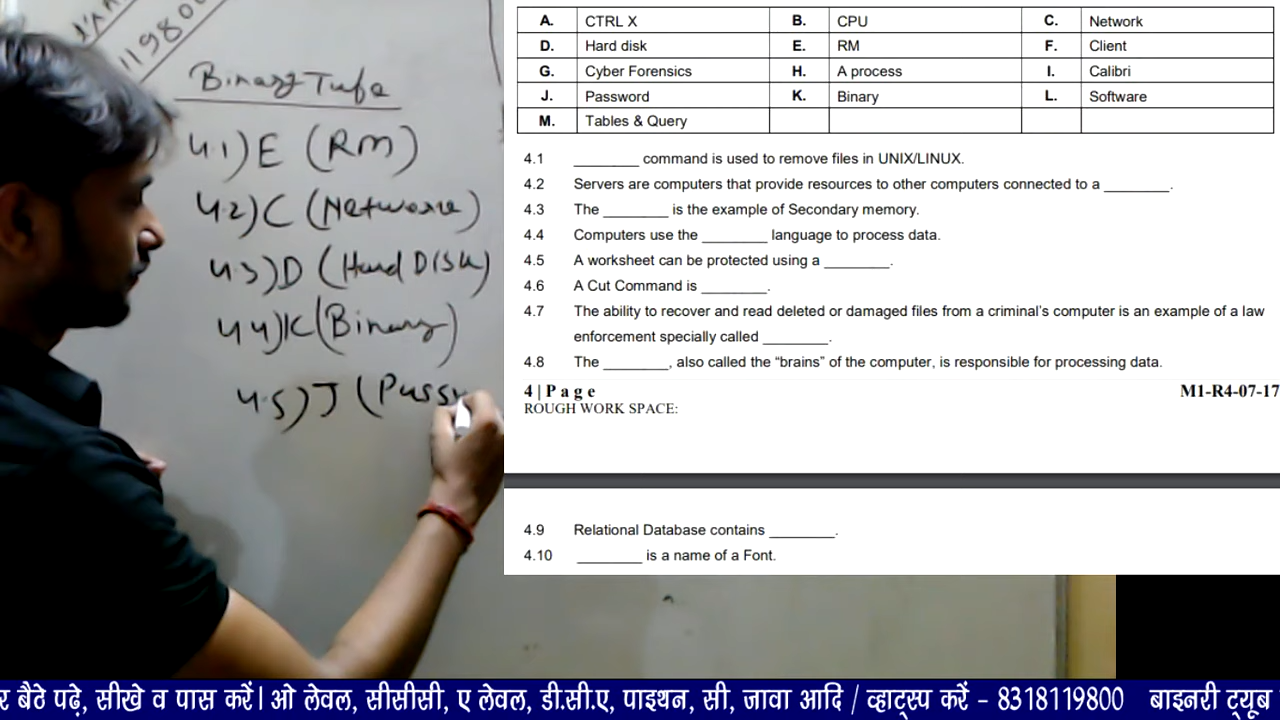 119800
Binary Tube
4.1) E (RM)
4.2) C (Network)
4.3) D (Hard Disk)
4.4) K (Binary)
4.5) J (Passw
A. CTRL X B. CPU C. Network
D. Hard disk E. RM F. Client
G. Cyber Forensics H. A process I. Calibri
J. Password K. Binary L. Software
M. Tables & Query
4.1 ________ command is used to remove files in UNIX/LINUX.
4.2 Servers are computers that provide resources to other computers connected to a ________.
4.3 The ________ is the example of Secondary memory.
4.4 Computers use the ________ language to process data.
4.5 A worksheet can be protected using a ________.
4.6 A Cut Command is ________.
4.7 The ability to recover and read deleted or damaged files from a criminal's computer is an example of a law
enforcement specially called ________.
4.8 The ________, also called the “brains” of the computer, is responsible for processing data.
4 | P a g e M1-R4-07-17
ROUGH WORK SPACE:
4.9 Relational Database contains ________.
4.10 ________ is a name of a Font.
र बैठे पढ़े, सीखे व पास करें। ओ लेवल, सीसीसी, ए लेवल, डी.सी.ए, पाइथन, सी, जावा आदि / व्हाट्स्प करें - 8318119800 बाइनरी ट्यूब